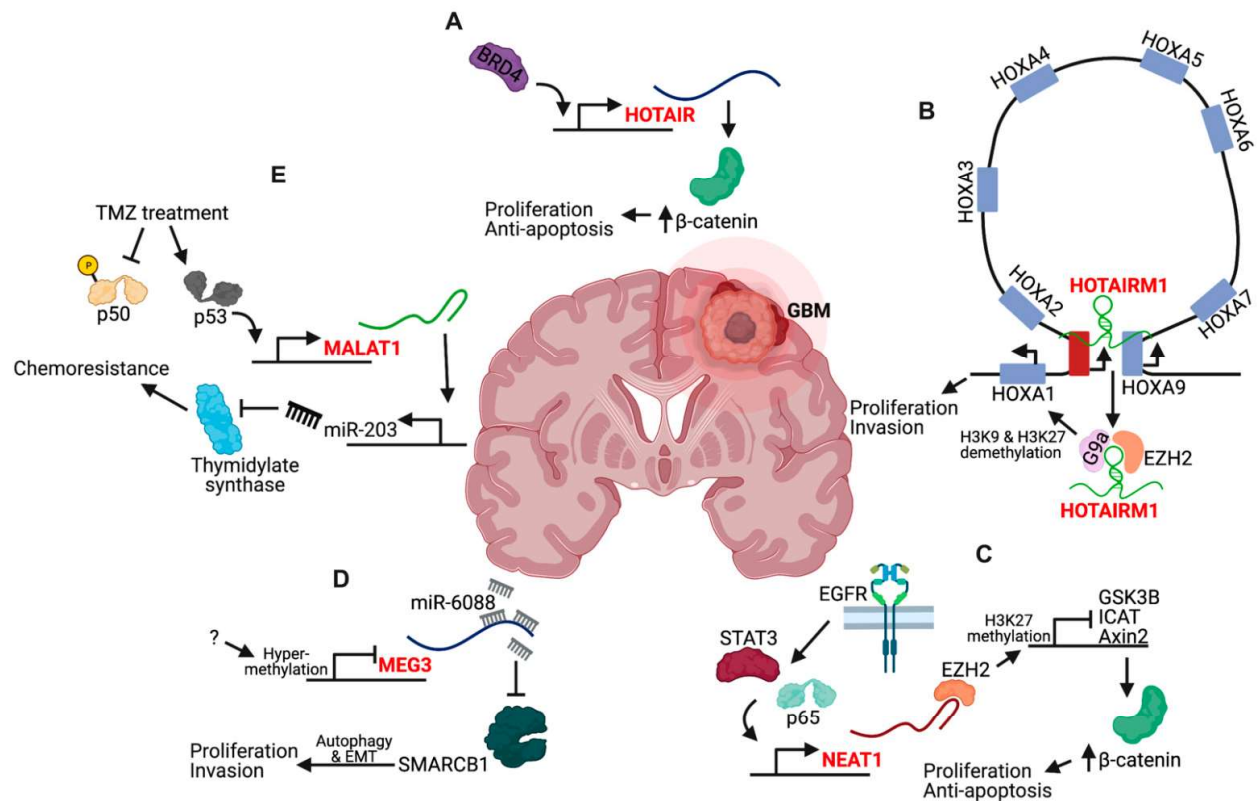 A
BRD4
HOTAIR
Proliferation
Anti-apoptosis
β-catenin
B
HOXA4
HOXA5
HOXA6
HOXA3
HOXA2
HOTAIRM1
HOXA7
HOXA1
HOXA9
Proliferation
Invasion
H3K9 & H3K27
demethylation
G9a
EZH2
HOTAIRM1
GBM
E
TMZ treatment
P
p50
p53
MALAT1
Chemoresistance
miR-203
Thymidylate
synthase
D
miR-6088
?
Hyper-
methylation
MEG3
Proliferation
Invasion
Autophagy
& EMT
SMARCB1
C
EGFR
STAT3
p65
NEAT1
EZH2
H3K27
methylation
GSK3B
ICAT
Axin2
β-catenin
Proliferation
Anti-apoptosis